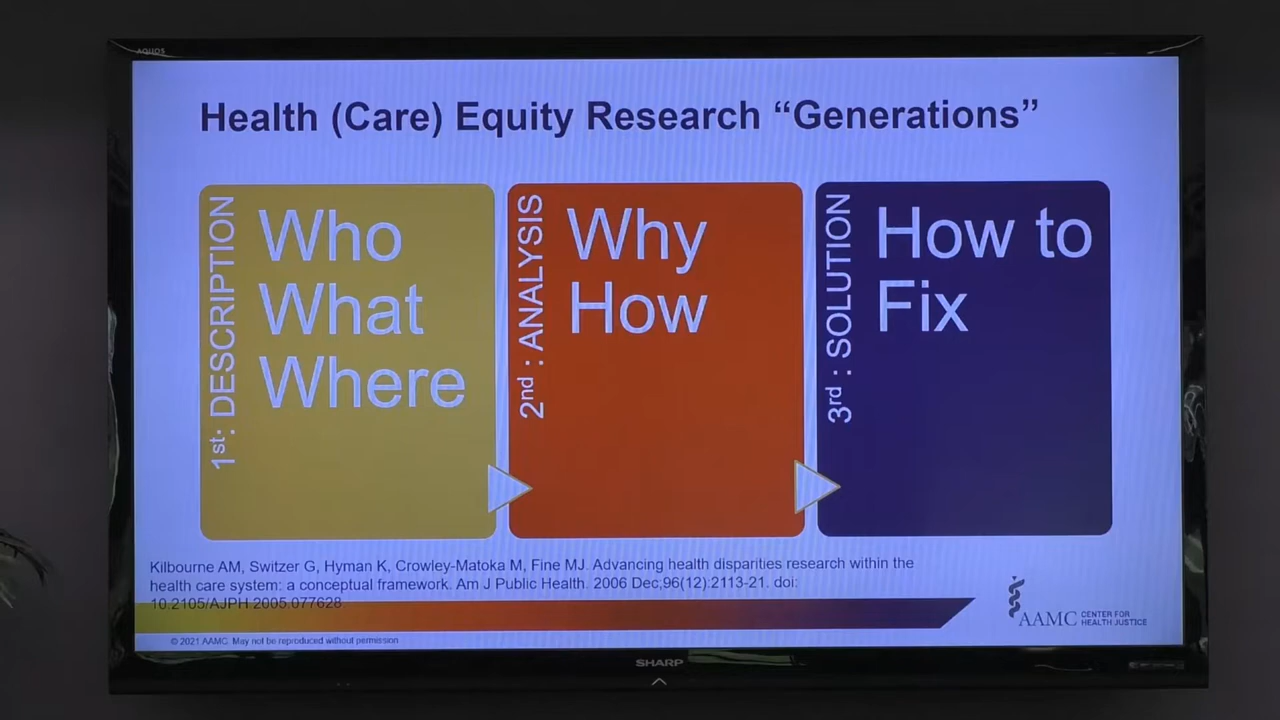 AQUOS
Health (Care) Equity Research “Generations”
1st: DESCRIPTION
Who
What
Where
2nd : ANALYSIS
Why
How
3rd : SOLUTION
How to
Fix
Kilbourne AM, Switzer G, Hyman K, Crowley-Matoka M, Fine MJ. Advancing health disparities research within the
health care system: a conceptual framework. Am J Public Health. 2006 Dec;96(12):2113-21. doi:
10.2105/AJPH.2005.077628
© 2021 AAMC. May not be reproduced without permission
AAMC CENTER FOR
HEALTH JUSTICE
SHARP